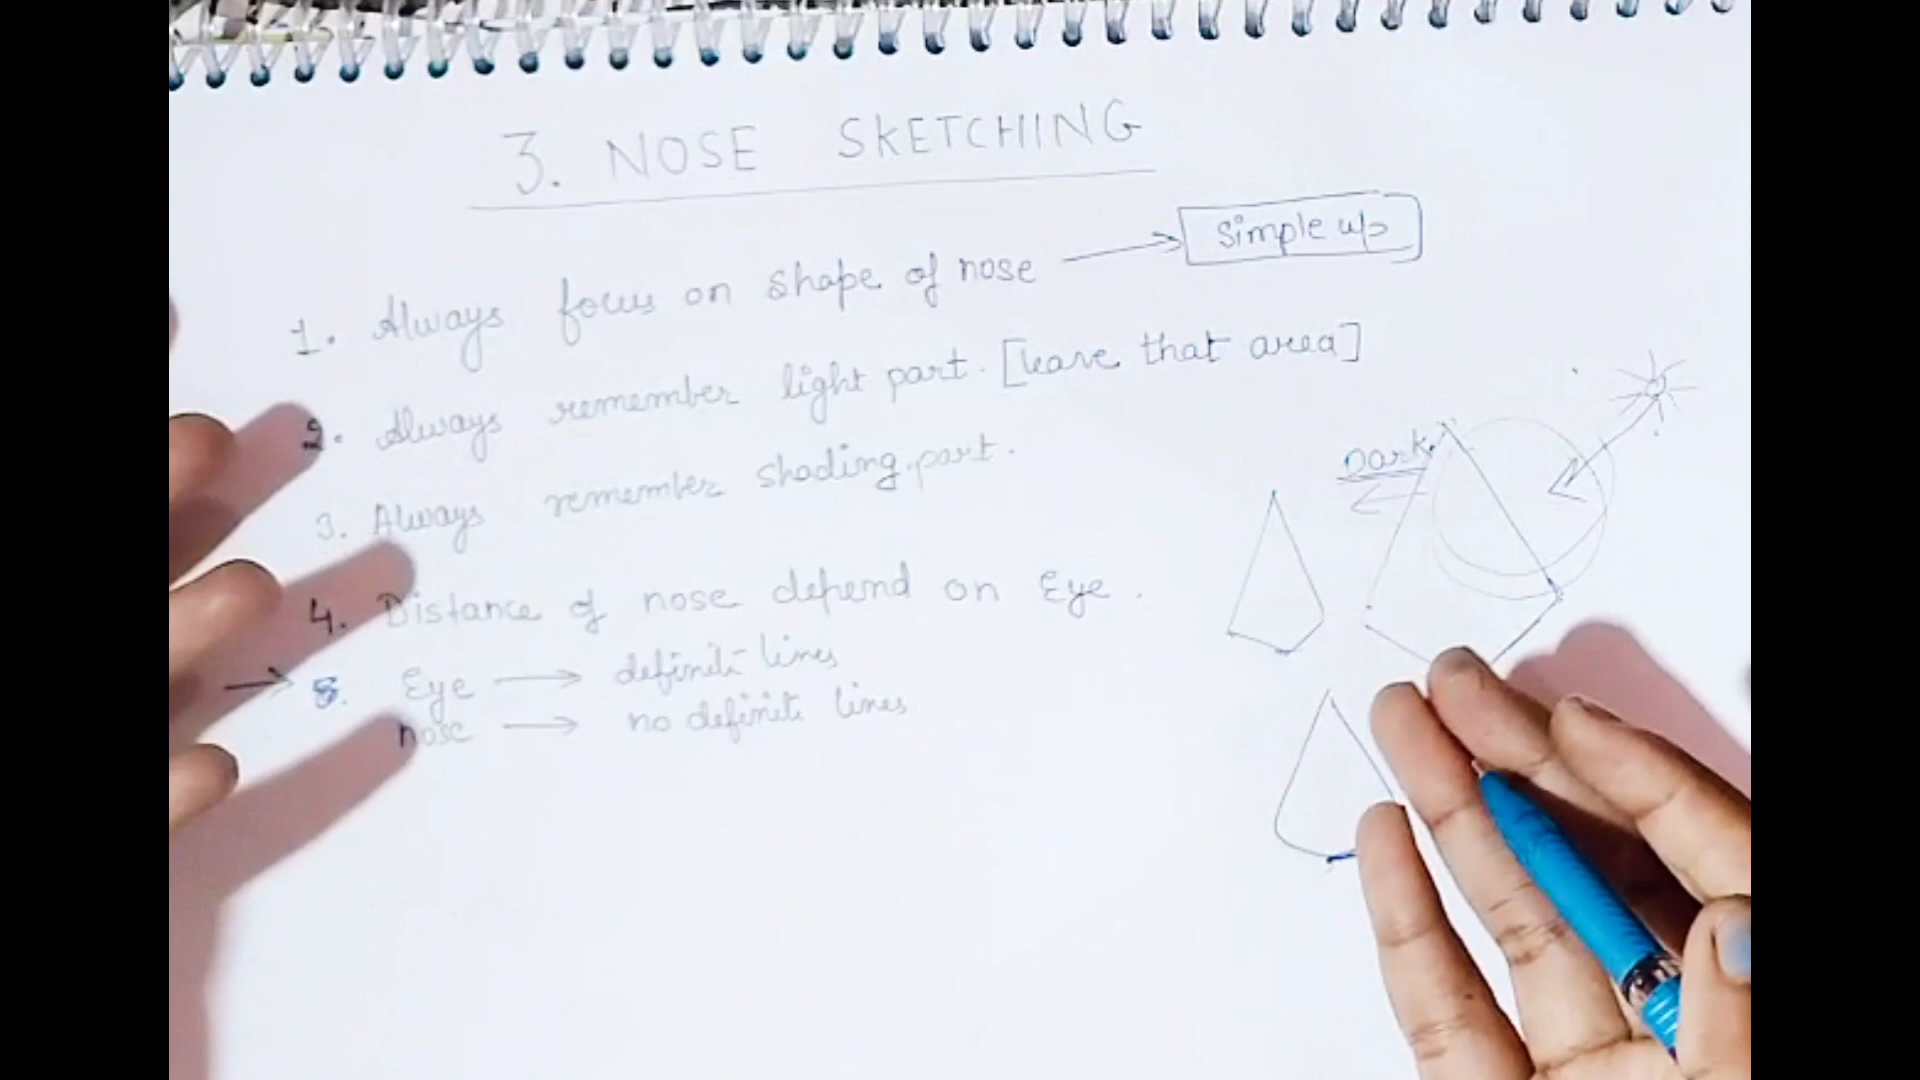 3. NOSE SKETCHING
1. Always focus on shape of nose → Simple up
2. Always remember light part. [leave that area]
3. Always remember shading part.
Dark
4. Distance of nose depend on Eye.
→ 5. Eye → definite lines
nose → no definite lines